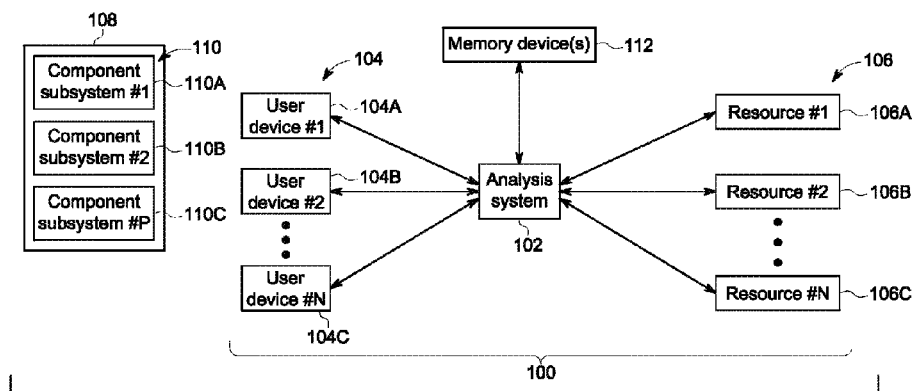 108
110
Component
subsystem #1
110A
Component
subsystem #2
110B
Component
subsystem #P
110C
104
User
device #1
104A
User
device #2
104B
User
device #N
104C
Memory device(s)
112
Analysis
system
102
106
Resource #1
106A
Resource #2
106B
Resource #N
106C
100